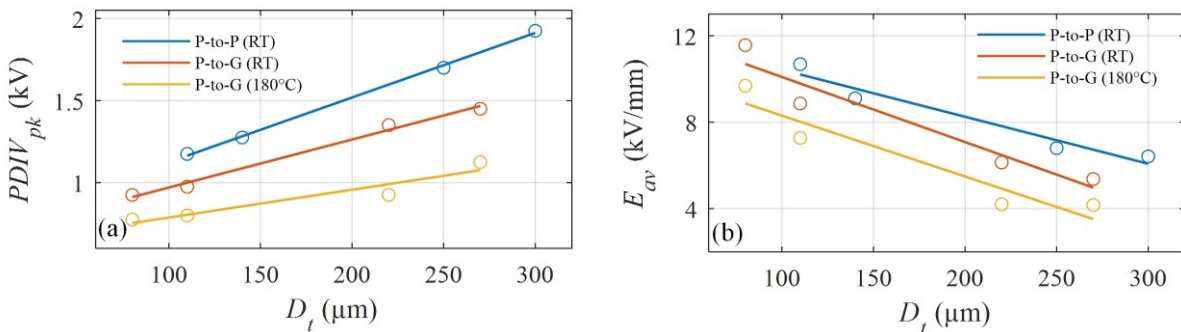 2
1.5
1
PDIV_pk (kV)
P-to-P (RT)
P-to-G (RT)
P-to-G (180°C)
(a)
100 150 200 250 300
D_t (μm)
12
8
4
E_av (kV/mm)
P-to-P (RT)
P-to-G (RT)
P-to-G (180°C)
(b)
100 150 200 250 300
D_t (μm)